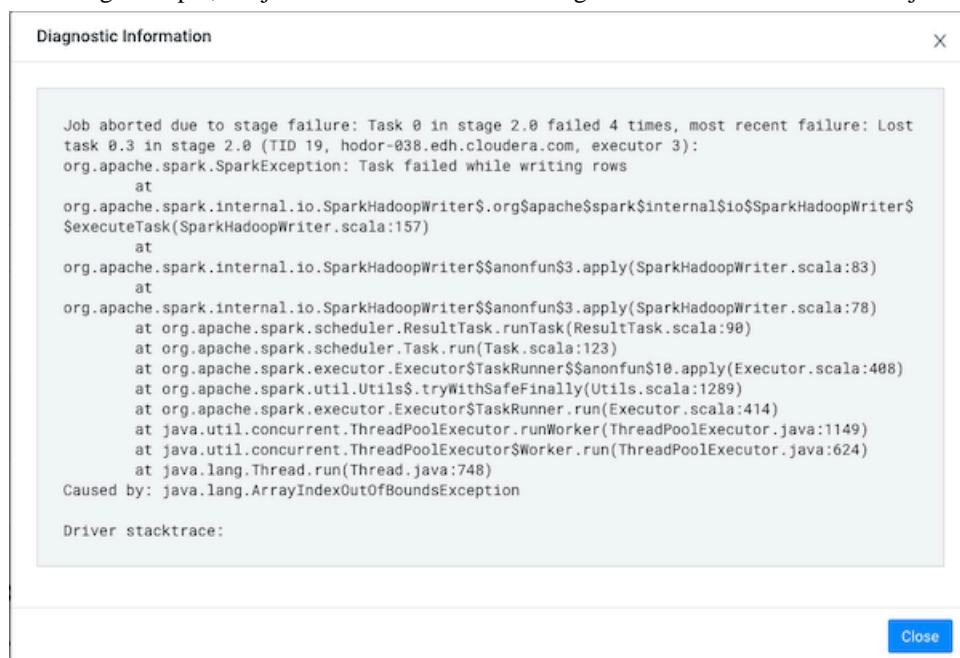 Diagnostic Information
Job aborted due to stage failure: Task 0 in stage 2.0 failed 4 times, most recent failure: Lost
task 0.3 in stage 2.0 (TID 19, hodor-038.edh.cloudera.com, executor 3):
org.apache.spark.SparkException: Task failed while writing rows
at
org.apache.spark.internal.io.SparkHadoopWriter$.org$apache$spark$internal$io$SparkHadoopWriter$
$executeTask(SparkHadoopWriter.scala:157)
at
org.apache.spark.internal.io.SparkHadoopWriter$$anonfun$3.apply(SparkHadoopWriter.scala:83)
at
org.apache.spark.internal.io.SparkHadoopWriter$$anonfun$3.apply(SparkHadoopWriter.scala:78)
at org.apache.spark.scheduler.ResultTask.runTask(ResultTask.scala:90)
at org.apache.spark.scheduler.Task.run(Task.scala:123)
at org.apache.spark.executor.Executor$TaskRunner$$anonfun$10.apply(Executor.scala:408)
at org.apache.spark.util.Utils$.tryWithSafeFinally(Utils.scala:1289)
at org.apache.spark.executor.Executor$TaskRunner.run(Executor.scala:414)
at java.util.concurrent.ThreadPoolExecutor.runWorker(ThreadPoolExecutor.java:1149)
at java.util.concurrent.ThreadPoolExecutor$Worker.run(ThreadPoolExecutor.java:624)
at java.lang.Thread.run(Thread.java:748)
Caused by: java.lang.ArrayIndexOutOfBoundsException
Driver stacktrace:
Close